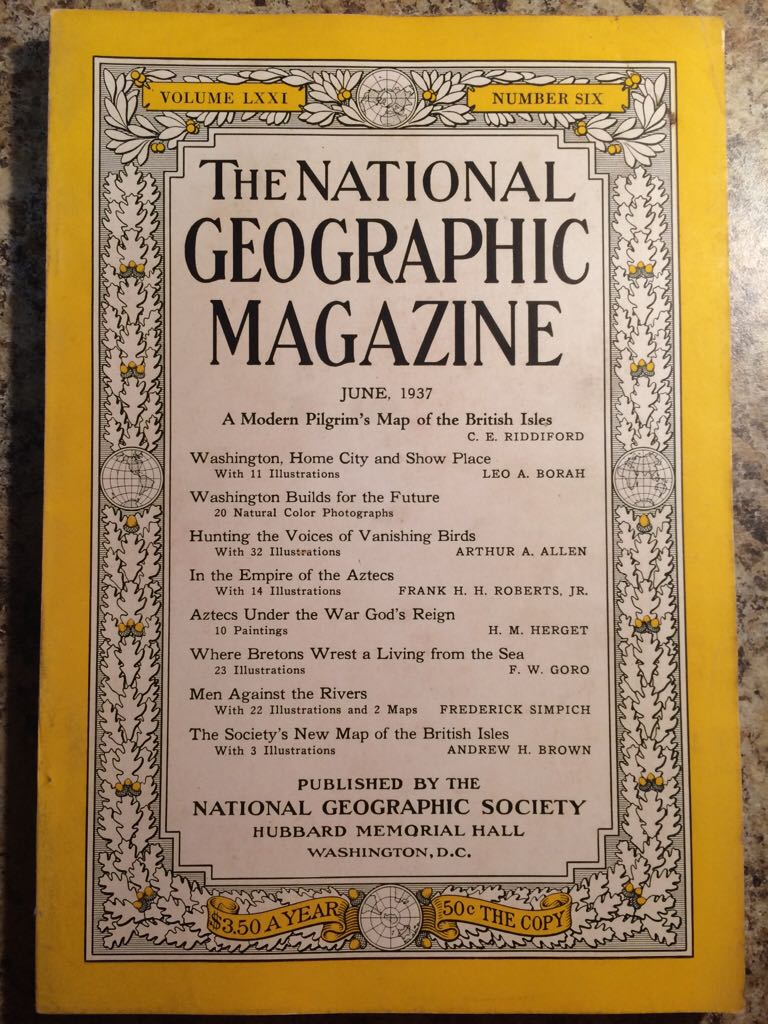 VOLUME LXXI NUMBER SIX
THE NATIONAL
GEOGRAPHIC
MAGAZINE
JUNE, 1937
A Modern Pilgrim's Map of the British Isles
C. E. RIDDIFORD
Washington, Home City and Show Place
With 11 Illustrations LEO A. BORAH
Washington Builds for the Future
20 Natural Color Photographs
Hunting the Voices of Vanishing Birds
With 32 Illustrations ARTHUR A. ALLEN
In the Empire of the Aztecs
With 14 Illustrations FRANK H. H. ROBERTS, JR.
Aztecs Under the War God's Reign
10 Paintings H. M. HERGET
Where Bretons Wrest a Living from the Sea
23 Illustrations F. W. GORO
Men Against the Rivers
With 22 Illustrations and 2 Maps FREDERICK SIMPICH
The Society's New Map of the British Isles
With 3 Illustrations ANDREW H. BROWN
PUBLISHED BY THE
NATIONAL GEOGRAPHIC SOCIETY
HUBBARD MEMORIAL HALL
WASHINGTON, D.C.
$3.50 A YEAR 50c THE COPY